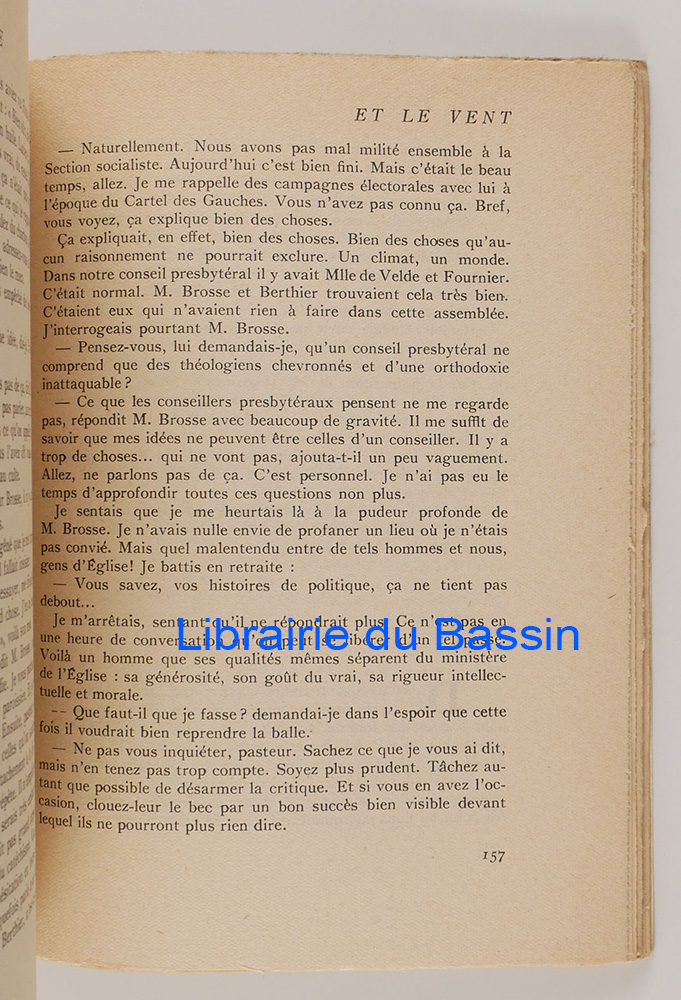 ET LE VENT
— Naturellement. Nous avons pas mal milité ensemble à la
Section socialiste. Aujourd'hui c'est bien fini. Mais c'était le beau
temps, allez. Je me rappelle des campagnes électorales avec lui à
l'époque du Cartel des Gauches. Vous n'avez pas connu ça. Bref,
vous voyez, ça explique bien des choses.
Ça expliquait, en effet, bien des choses. Bien des choses qu'au-
cun raisonnement ne pourrait exclure. Un climat, un monde.
Dans notre conseil presbytéral il y avait Mlle de Velde et Fournier.
C'était normal. M. Brosse et Berthier trouvaient cela très bien.
C'étaient eux qui n'avaient rien à faire dans cette assemblée.
J'interrogeais pourtant M. Brosse.
— Pensez-vous, lui demandais-je, qu'un conseil presbytéral ne
comprend que des théologiens chevronnés et d'une orthodoxie
inattaquable ?
— Ce que les conseillers presbytéraux pensent ne me regarde
pas, répondit M. Brosse avec beaucoup de gravité. Il me suffit de
savoir que mes idées ne peuvent être celles d'un conseiller. Il y a
trop de choses... qui ne vont pas, ajouta-t-il un peu vaguement.
Allez, ne parlons pas de ça. C'est personnel. Je n'ai pas eu le
temps d'approfondir toutes ces questions non plus.
Je sentais que je me heurtais là à la pudeur profonde de
M. Brosse. Je n'avais nulle envie de profaner un lieu où je n'étais
pas convié. Mais quel malentendu entre de tels hommes et nous,
gens d'Église! Je battis en retraite :
— Vous savez, vos histoires de politique, ça ne tient pas
debout...
Je m'arrêtais, sentant qu'il ne répondrait plus. Ce n'est pas en
une heure de conversation qu'on peut se libérer d'un tel passé.
Librairie du Bassin
Voilà un homme que ses qualités mêmes séparent du ministère
de l'Église : sa générosité, son goût du vrai, sa rigueur intellec-
tuelle et morale.
— Que faut-il que je fasse ? demandai-je dans l'espoir que cette
fois il voudrait bien reprendre la balle.
— Ne pas vous inquiéter, pasteur. Sachez ce que je vous ai dit,
mais n'en tenez pas trop compte. Soyez plus prudent. Tâchez au-
tant que possible de désarmer la critique. Et si vous en avez l'oc-
casion, clouez-leur le bec par un bon succès bien visible devant
lequel ils ne pourront plus rien dire.
157